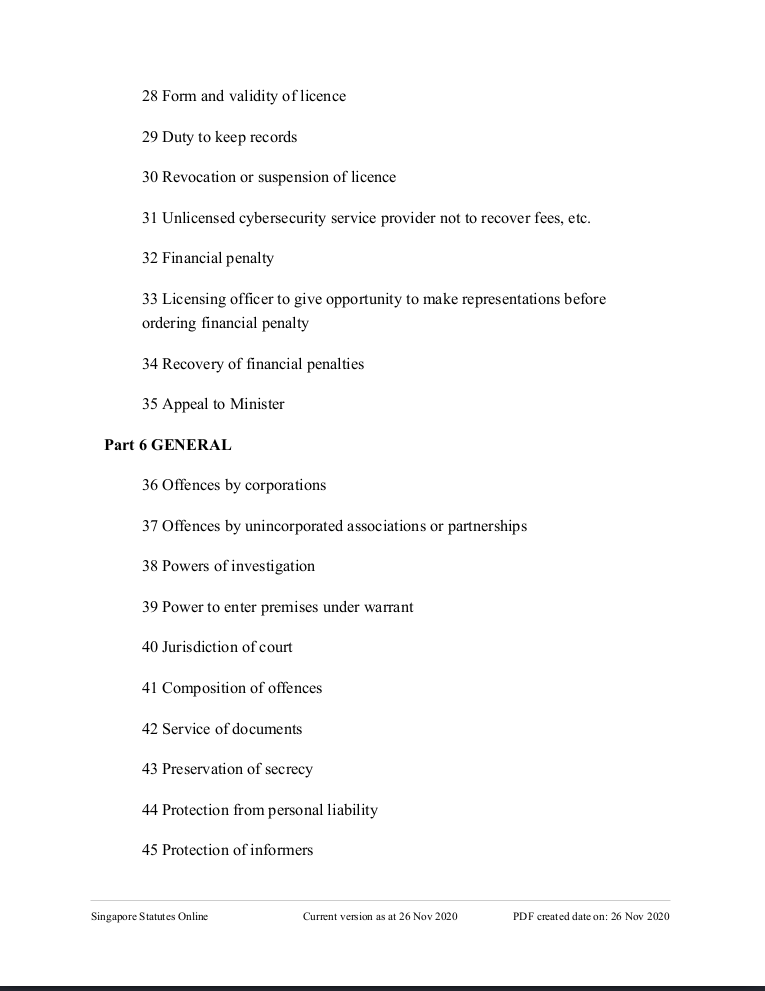 28 Form and validity of licence
29 Duty to keep records
30 Revocation or suspension of licence
31 Unlicensed cybersecurity service provider not to recover fees, etc.
32 Financial penalty
33 Licensing officer to give opportunity to make representations before
ordering financial penalty
34 Recovery of financial penalties
35 Appeal to Minister
Part 6 GENERAL
36 Offences by corporations
37 Offences by unincorporated associations or partnerships
38 Powers of investigation
39 Power to enter premises under warrant
40 Jurisdiction of court
41 Composition of offences
42 Service of documents
43 Preservation of secrecy
44 Protection from personal liability
45 Protection of informers
Singapore Statutes Online Current version as at 26 Nov 2020 PDF created date on: 26 Nov 2020